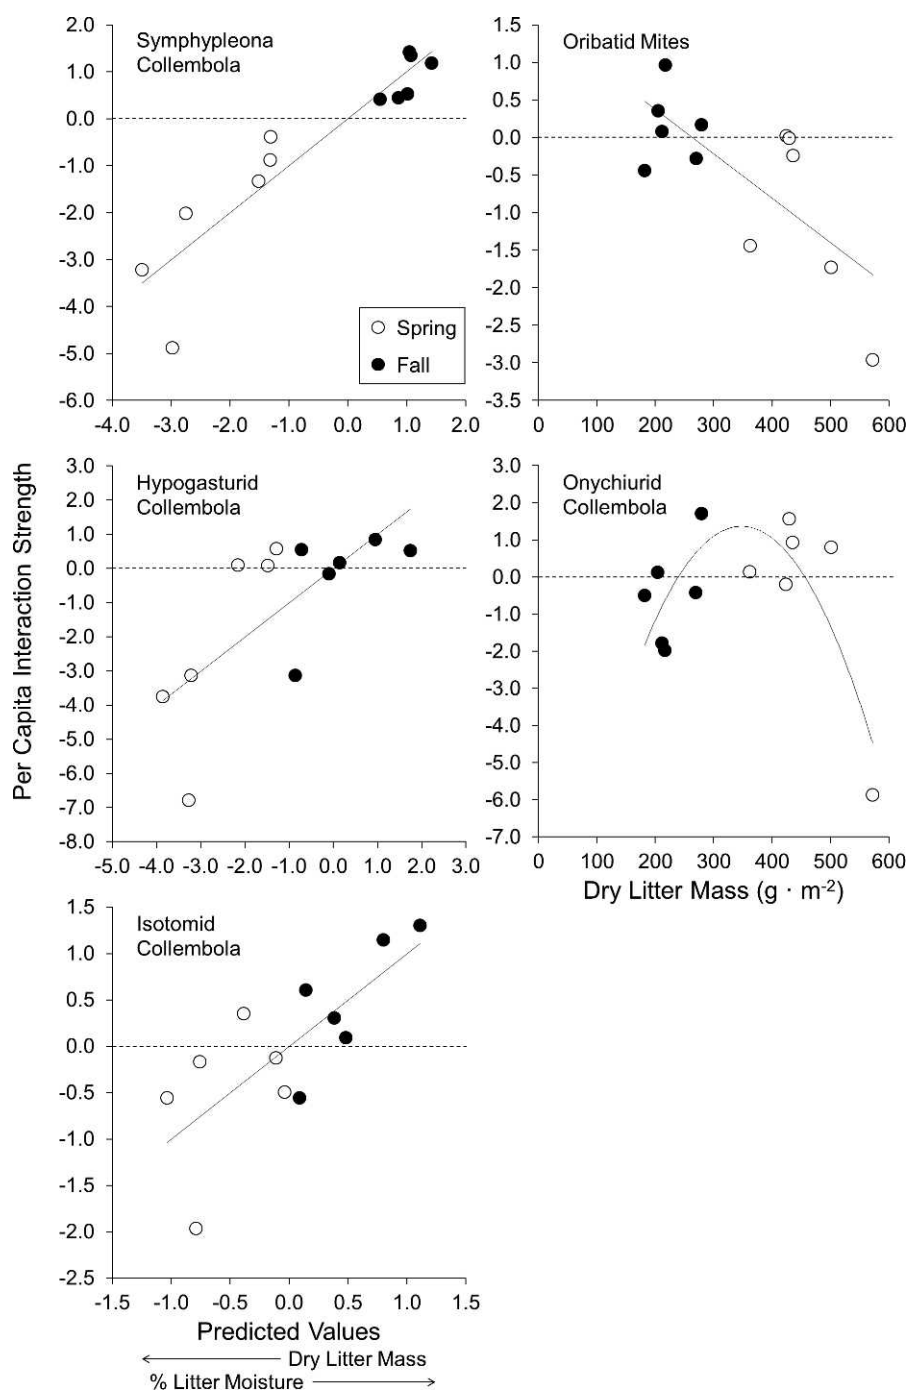 Symphypleona
Collembola
2.0
1.0
0.0
-1.0
-2.0
-3.0
-4.0
-5.0
-6.0
-4.0 -3.0 -2.0 -1.0 0.0 1.0 2.0
Spring
Fall
Oribatid Mites
1.5
1.0
0.5
0.0
-0.5
-1.0
-1.5
-2.0
-2.5
-3.0
-3.5
0 100 200 300 400 500 600
Per Capita Interaction Strength
Hypogasturid
Collembola
3.0
2.0
1.0
0.0
-1.0
-2.0
-3.0
-4.0
-5.0
-6.0
-7.0
-8.0
-5.0 -4.0 -3.0 -2.0 -1.0 0.0 1.0 2.0 3.0
Onychiurid
Collembola
3.0
2.0
1.0
0.0
-1.0
-2.0
-3.0
-4.0
-5.0
-6.0
-7.0
0 100 200 300 400 500 600
Dry Litter Mass (g · m-2)
Isotomid
Collembola
1.5
1.0
0.5
0.0
-0.5
-1.0
-1.5
-2.0
-2.5
-1.5 -1.0 -0.5 0.0 0.5 1.0 1.5
Predicted Values
Dry Litter Mass
% Litter Moisture